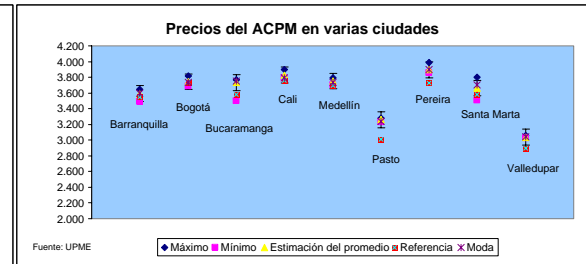 Precios del ACPM en varias ciudades
4.200
4.000
3.800
3.600
3.400
3.200
3.000
2.800
2.600
2.400
2.200
2.000
Barranquilla
Bogotá
Bucaramanga
Cali
Medellín
Pasto
Pereira
Santa Marta
Valledupar
Fuente: UPME
Máximo Mínimo Estimación del promedio Referencia Moda